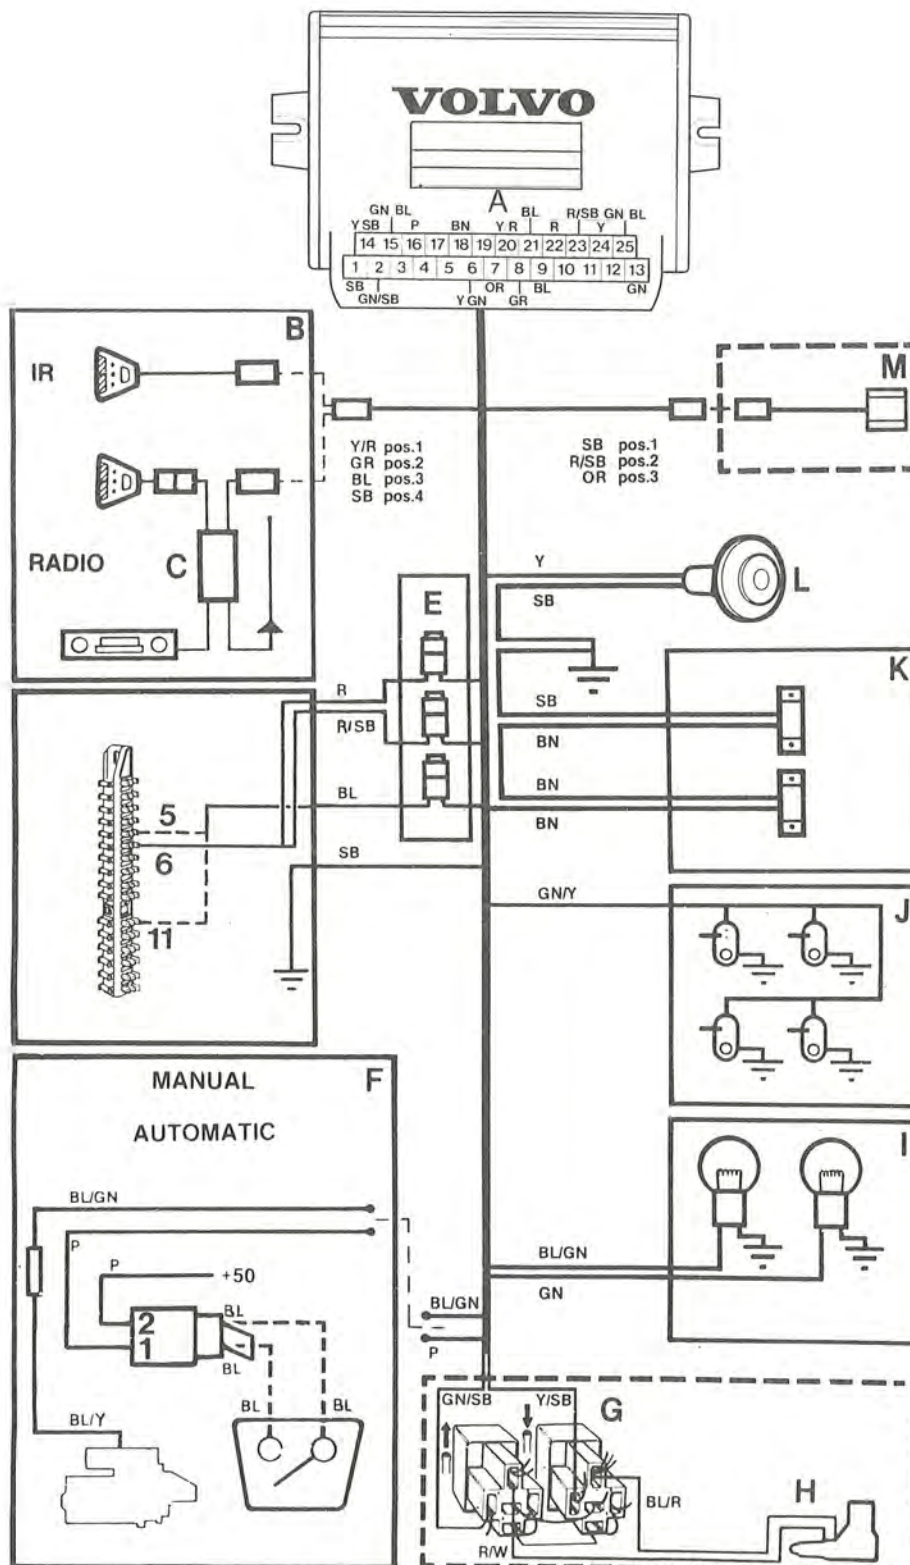 VOLVO
A
GN BL BL R/SB GN BL
Y SB P BN Y R R Y
14 15 16 17 18 19 20 21 22 23 24 25
1 2 3 4 5 6 7 8 9 10 11 12 13
SB OR BL GN
GN/SB Y GN GR
B
IR
M
Y/R pos.1
GR pos.2
BL pos.3
SB pos.4
SB pos.1
R/SB pos.2
OR pos.3
RADIO
C
E
Y
SB
L
K
R
R/SB
BL
SB
SB
BN
BN
BN
5
6
11
GN/Y
J
F
MANUAL
AUTOMATIC
BL/GN
P
P
+50
2
1
BL
BL
BL/Y
BL
BL
I
BL/GN
GN
BL/GN
P
GN/SB
Y/SB
G
BL/R
H
R/W